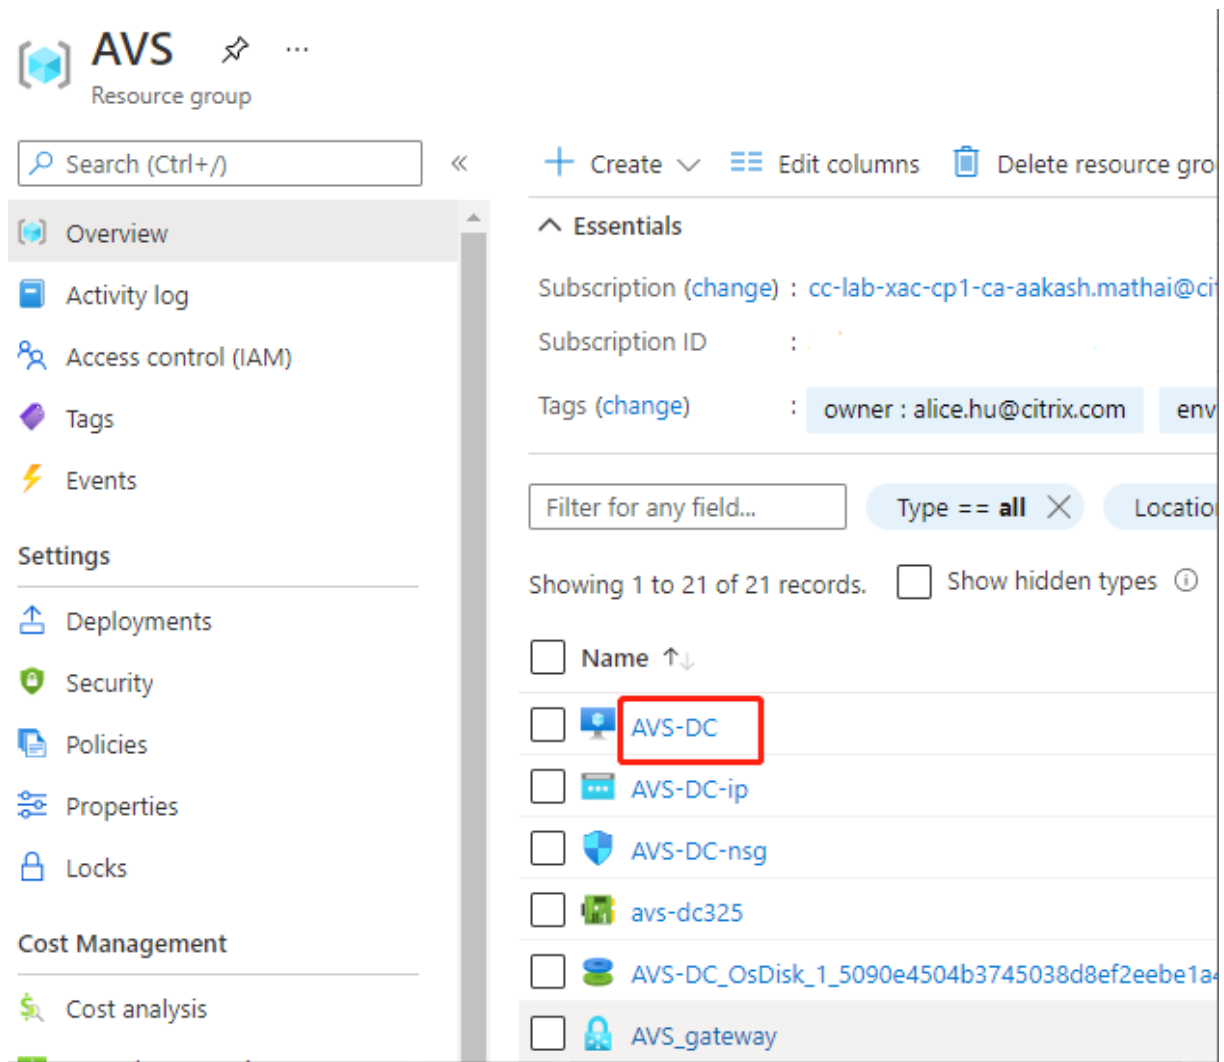 AVS
...
Resource group
Search (Ctrl+/)
«
Overview
Activity log
Access control (IAM)
Tags
Events
Settings
Deployments
Security
Policies
Properties
Locks
Cost Management
Cost analysis
Create
Edit columns
Delete resource gro
Essentials
Subscription (change) : cc-lab-xac-cp1-ca-aakash.mathai@ci
Subscription ID :
Tags (change) : owner : alice.hu@citrix.com env
Filter for any field... Type == all Location
Showing 1 to 21 of 21 records. Show hidden types
Name ↑↓
AVS-DC
AVS-DC-ip
AVS-DC-nsg
avs-dc325
AVS-DC_OsDisk_1_5090e4504b3745038d8ef2eebe1a4
AVS_gateway